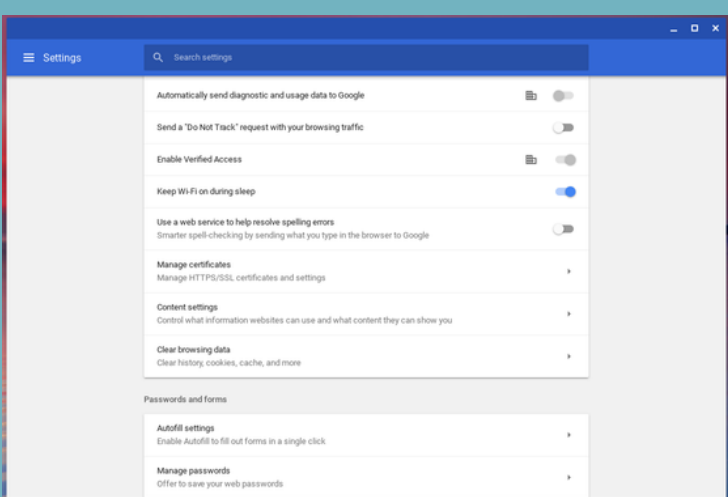 Settings
Search settings
Automatically send diagnostic and usage data to Google
Send a "Do Not Track" request with your browsing traffic
Enable Verified Access
Keep Wi-Fi on during sleep
Use a web service to help resolve spelling errors
Smarter spell-checking by sending what you type in the browser to Google
Manage certificates
Manage HTTPS/SSL certificates and settings
Content settings
Control what information websites can use and what content they can show you
Clear browsing data
Clear history, cookies, cache, and more
Passwords and forms
Autofill settings
Enable Autofill to fill out forms in a single click
Manage passwords
Offer to save your web passwords